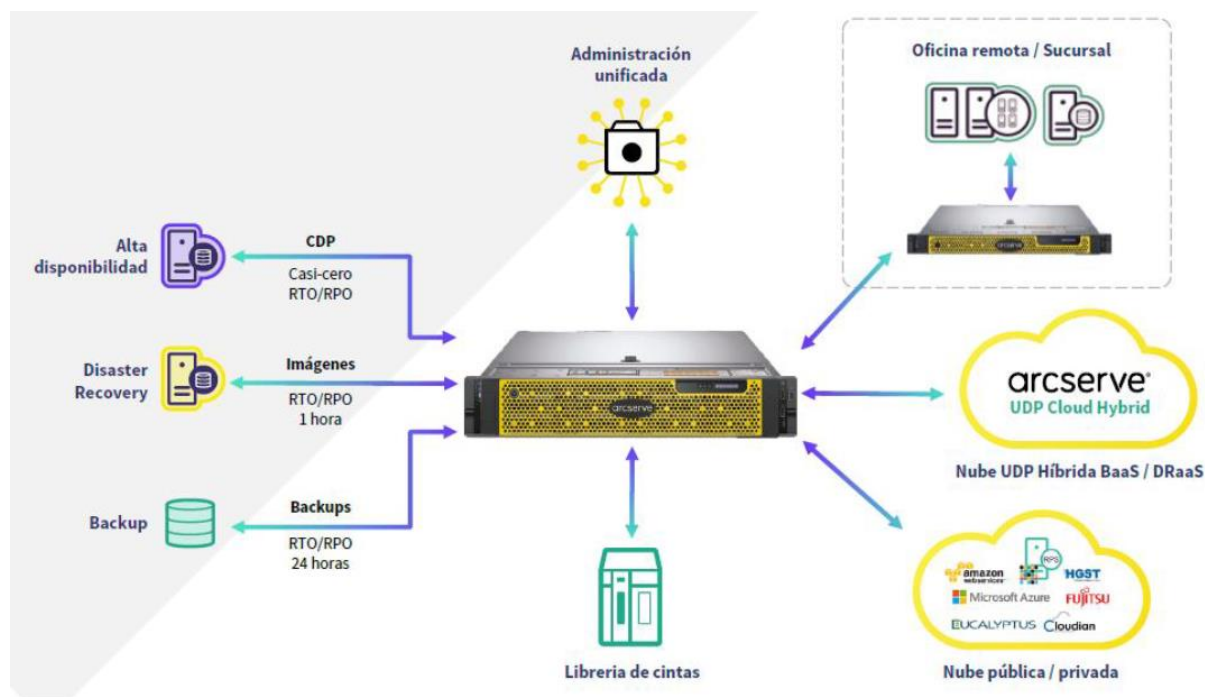 Administración
unificada
Oficina remota / Sucursal
arcserve
Alta
disponibilidad
CDP
Casi-cero
RTO/RPO
Disaster
Recovery
Imágenes
RTO/RPO
1 hora
arcserve
arcserve®
UDP Cloud Hybrid
Nube UDP Híbrida BaaS / DRaaS
Backup
Backups
RTO/RPO
24 horas
RPS
amazon
webservices
HGST
Microsoft Azure
FUJITSU
EUCALYPTUS
Cloudian
Libreria de cintas
Nube pública / privada